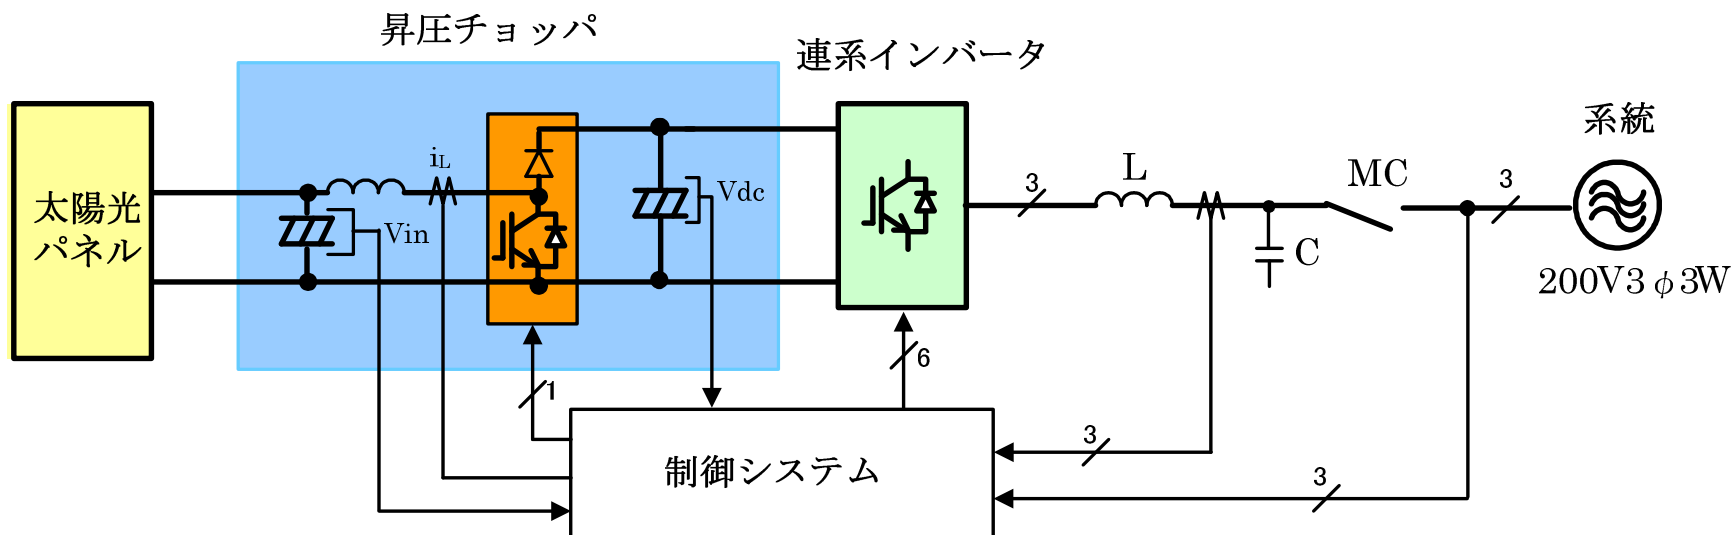 昇圧チョッパ
連系インバータ
系統
太陽光
パネル
iL
Vin
Vdc
3
L
C
MC
3
200V3φ3W
1
6
3
3
制御システム